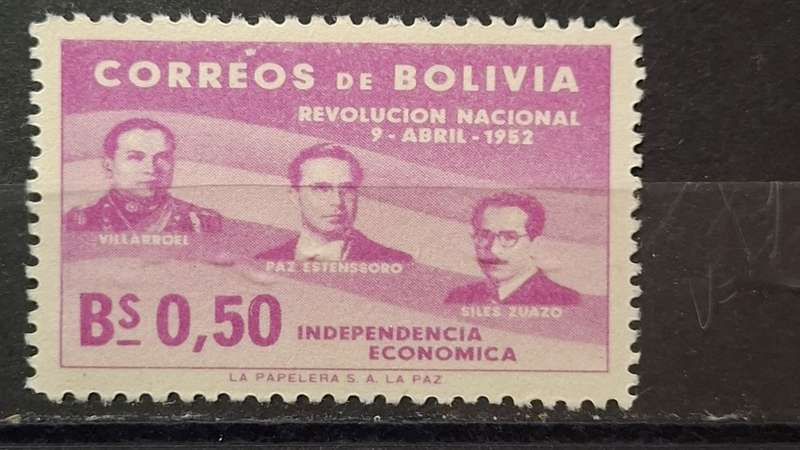 CORREOS DE BOLIVIA
REVOLUCION NACIONAL
9 - ABRIL - 1952
VILLARROEL
PAZ ESTENSSORO
SILES ZUAZO
Bs 0,50
INDEPENDENCIA
ECONOMICA
LA PAPELERA S. A. LA PAZ